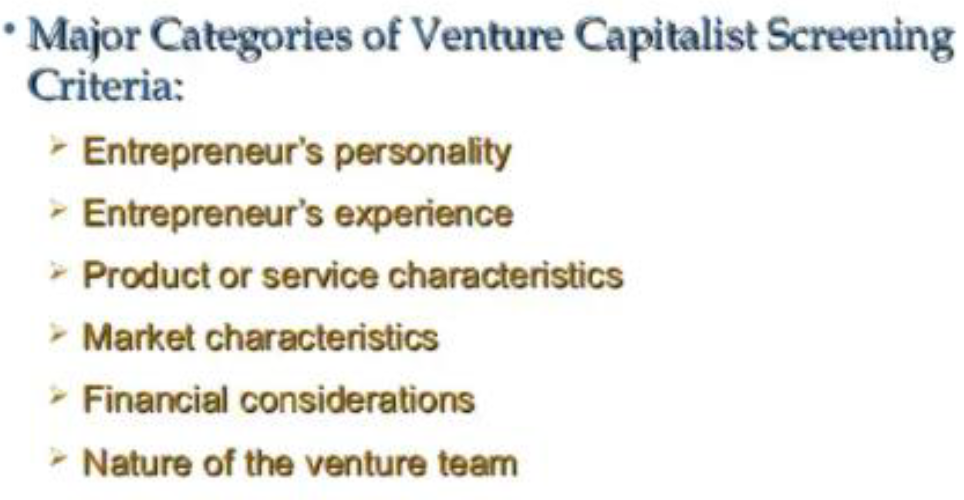 • Major Categories of Venture Capitalist Screening
Criteria:
➢ Entrepreneur’s personality
➢ Entrepreneur’s experience
➢ Product or service characteristics
➢ Market characteristics
➢ Financial considerations
➢ Nature of the venture team